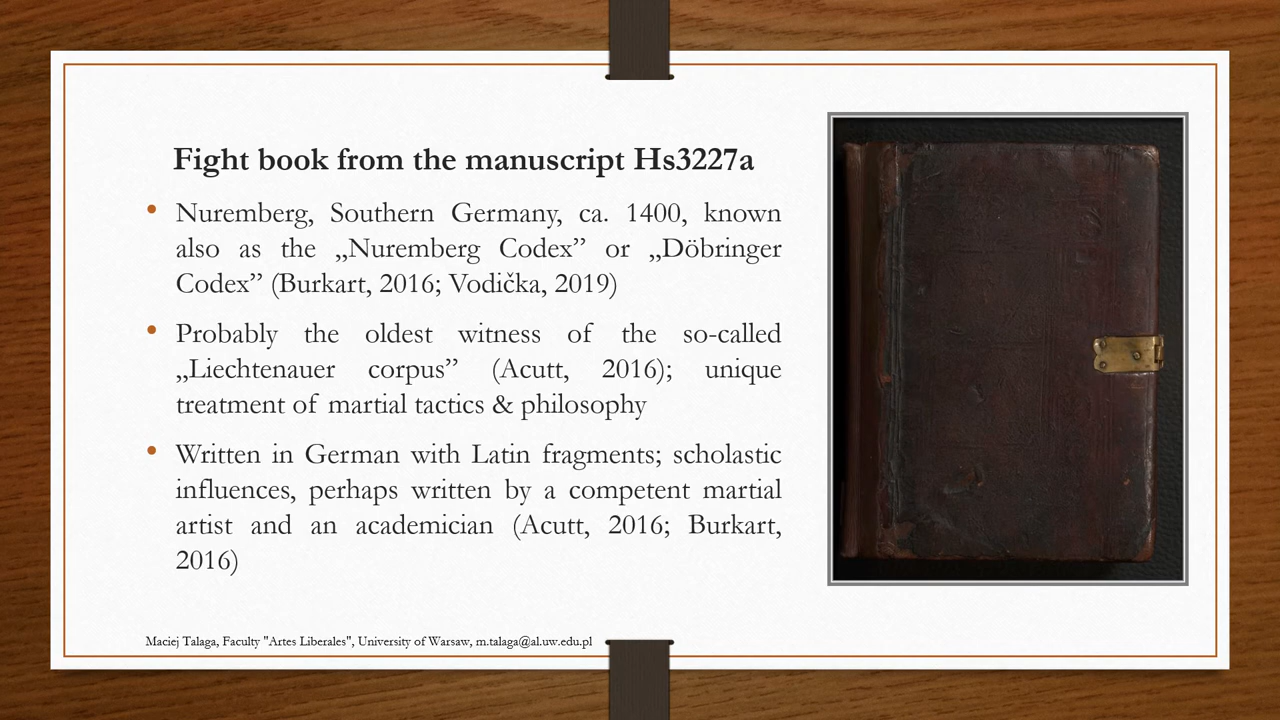 Fight book from the manuscript Hs3227a
• Nuremberg, Southern Germany, ca. 1400, known
also as the „Nuremberg Codex” or „Döbringer
Codex” (Burkart, 2016; Vodička, 2019)
• Probably the oldest witness of the so-called
„Liechtenauer corpus” (Acutt, 2016); unique
treatment of martial tactics & philosophy
• Written in German with Latin fragments; scholastic
influences, perhaps written by a competent martial
artist and an academician (Acutt, 2016; Burkart,
2016)
Maciej Talaga, Faculty "Artes Liberales", University of Warsaw, m.talaga@al.uw.edu.pl